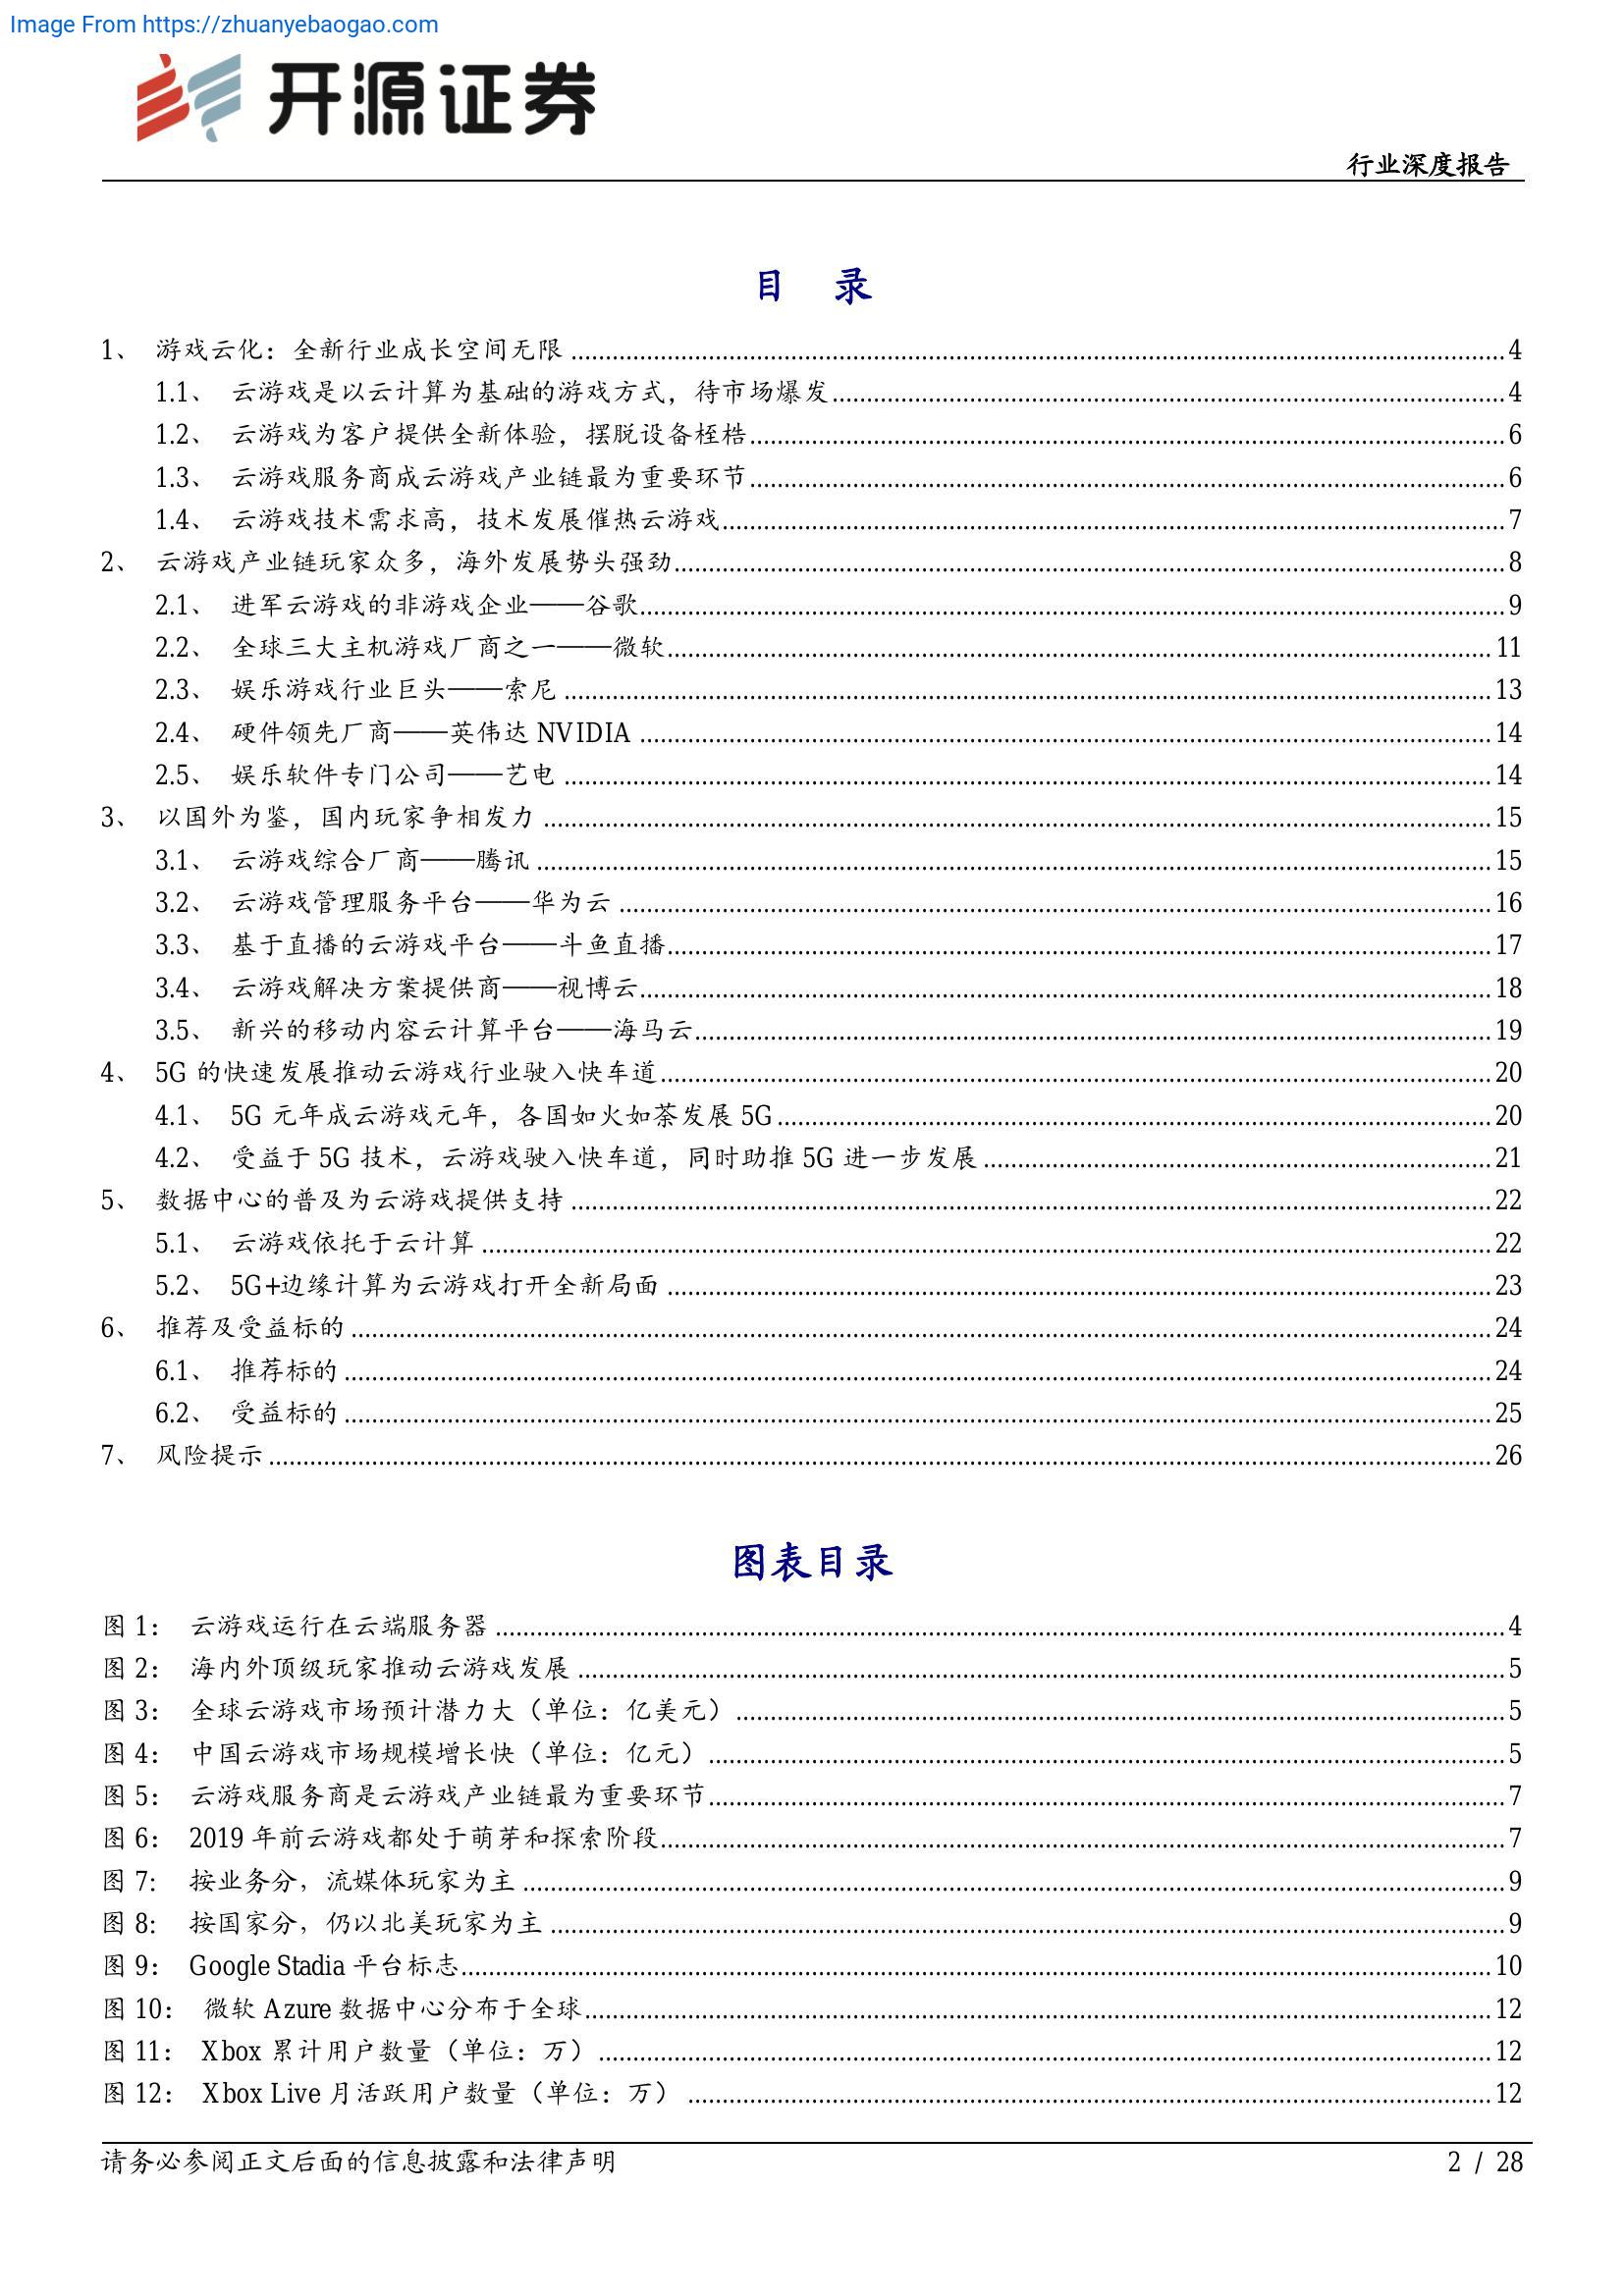 Image From https://zhuanyebaogao.com
开源证券
行业深度报告
目 录
1、 游戏云化：全新行业成长空间无限 4
1.1、 云游戏是以云计算为基础的游戏方式，待市场爆发 4
1.2、 云游戏为客户提供全新体验，摆脱设备桎梏 6
1.3、 云游戏服务商成云游戏产业链最为重要环节 6
1.4、 云游戏技术需求高，技术发展催热云游戏 7
2、 云游戏产业链玩家众多，海外发展势头强劲 8
2.1、 进军云游戏的非游戏企业——谷歌 9
2.2、 全球三大主机游戏厂商之一——微软 11
2.3、 娱乐游戏行业巨头——索尼 13
2.4、 硬件领先厂商——英伟达 NVIDIA 14
2.5、 娱乐软件专门公司——艺电 14
3、 以国外为鉴，国内玩家争相发力 15
3.1、 云游戏综合厂商——腾讯 15
3.2、 云游戏管理服务平台——华为云 16
3.3、 基于直播的云游戏平台——斗鱼直播 17
3.4、 云游戏解决方案提供商——视博云 18
3.5、 新兴的移动内容云计算平台——海马云 19
4、 5G 的快速发展推动云游戏行业驶入快车道 20
4.1、 5G 元年成云游戏元年，各国如火如荼发展 5G 20
4.2、 受益于 5G 技术，云游戏驶入快车道，同时助推 5G 进一步发展 21
5、 数据中心的普及为云游戏提供支持 22
5.1、 云游戏依托于云计算 22
5.2、 5G+边缘计算为云游戏打开全新局面 23
6、 推荐及受益标的 24
6.1、 推荐标的 24
6.2、 受益标的 25
7、 风险提示 26
图表目录
图 1： 云游戏运行在云端服务器 4
图 2： 海内外顶级玩家推动云游戏发展 5
图 3： 全球云游戏市场预计潜力大（单位：亿美元） 5
图 4： 中国云游戏市场规模增长快（单位：亿元） 5
图 5： 云游戏服务商是云游戏产业链最为重要环节 7
图 6： 2019 年前云游戏都处于萌芽和探索阶段 7
图 7: 按业务分，流媒体玩家为主 9
图 8: 按国家分，仍以北美玩家为主 9
图 9： Google Stadia 平台标志 10
图 10： 微软 Azure 数据中心分布于全球 12
图 11： Xbox 累计用户数量（单位：万） 12
图 12： Xbox Live 月活跃用户数量（单位：万） 12
请务必参阅正文后面的信息披露和法律声明 2 / 28